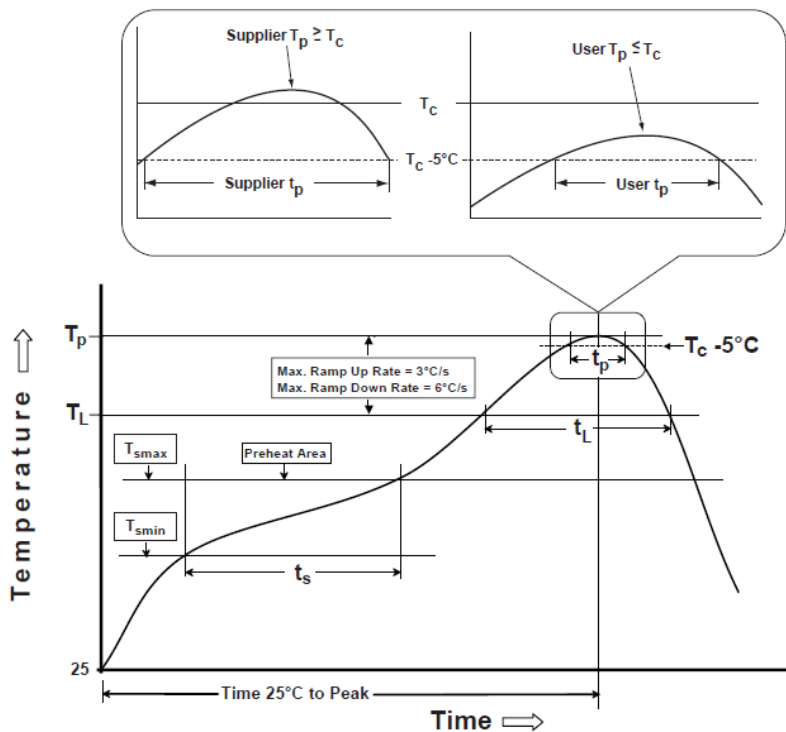 Supplier Tp ≥ Tc
User Tp ≤ Tc
Tc
Tc -5°C
Supplier tp
User tp
Tp
Tc -5°C
tp
Max. Ramp Up Rate = 3°C/s
Max. Ramp Down Rate = 6°C/s
TL
tL
Tsmax
Preheat Area
Tsmin
ts
Temperature
25
Time 25°C to Peak
Time